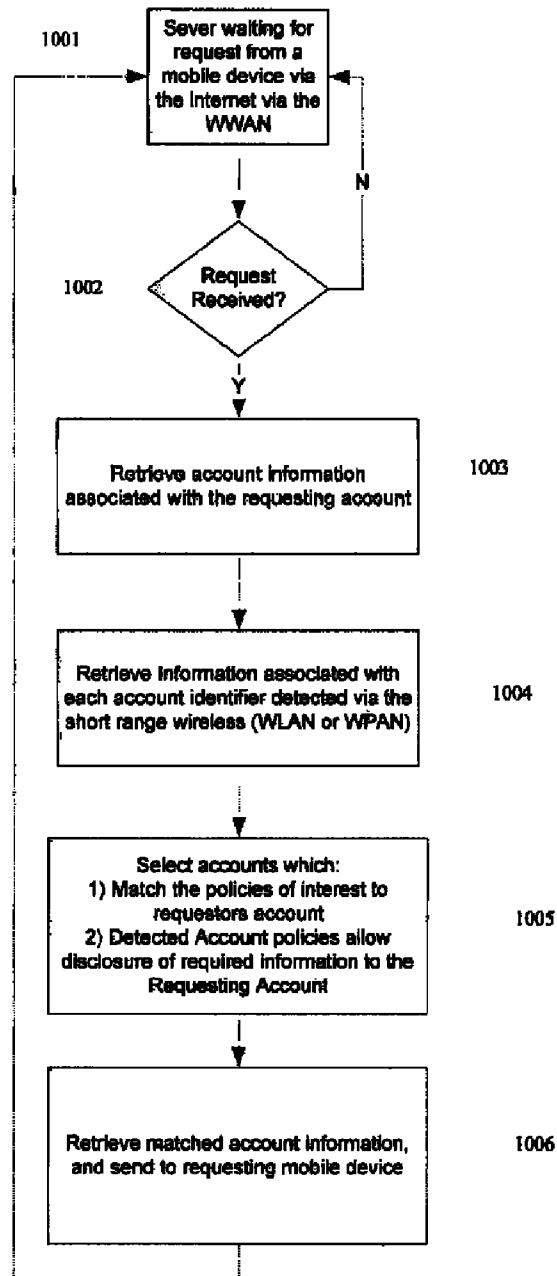 1001
Sever waiting for
request from a
mobile device via
the Internet via the
WWAN
N
1002
Request
Received?
Y
1003
Retrieve account information
associated with the requesting account
Retrieve Information associated with
each account identifier detected via the
short range wireless (WLAN or WPAN)
1004
Select accounts which:
1) Match the policies of interest to
requestors account
2) Detected Account policies allow
disclosure of required information to the
Requesting Account
1005
Retrieve matched account information,
and send to requesting mobile device
1006